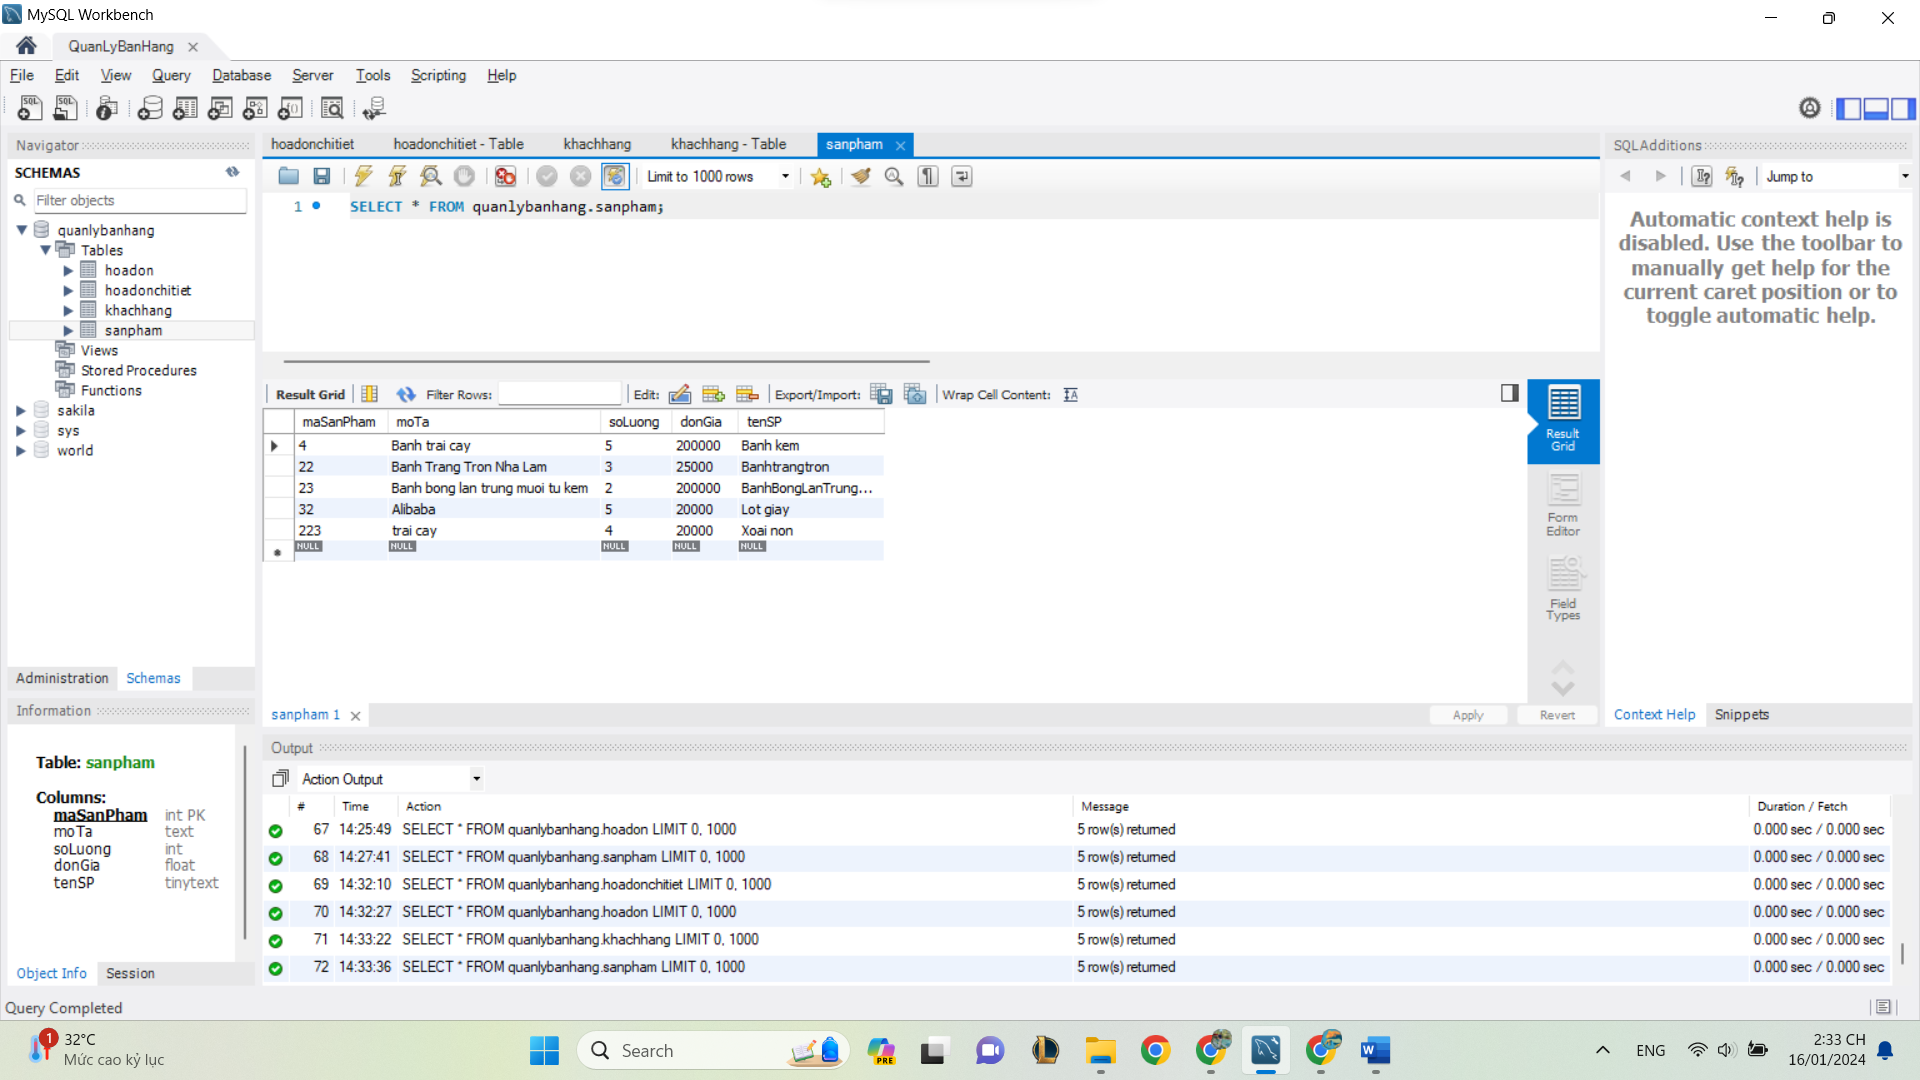 MySQL Workbench
QuanLyBanHang
File Edit View Query Database Server Tools Scripting Help
Navigator
SCHEMAS
Filter objects
quanlybanhang
Tables
hoadon
hoadonchitiet
khachhang
sanpham
Views
Stored Procedures
Functions
sakila
sys
world
Administration Schemas
Information
Table: sanpham
Columns:
maSanPham int PK
moTa text
soLuong int
donGia float
tenSP tinytext
Object Info Session
hoadonchitiet hoadonchitiet - Table khachhang khachhang - Table sanpham
Limit to 1000 rows
1 SELECT * FROM quanlybanhang.sanpham;
Result Grid Filter Rows: Edit: Export/Import: Wrap Cell Content:
maSanPham moTa soLuong donGia tenSP
4 Banh trai cay 5 200000 Banh kem
22 Banh Trang Tron Nha Lam 3 25000 Banhtrangtron
23 Banh bong lan trung muoi tu kem 2 200000 BanhBongLanTrung...
32 Alibaba 5 20000 Lot giay
223 trai cay 4 20000 Xoai non
NULL NULL NULL NULL NULL
Result
Grid
Form
Editor
Field
Types
sanpham 1 Apply Revert
SQLAdditions
Jump to
Automatic context help is
disabled. Use the toolbar to
manually get help for the
current caret position or to
toggle automatic help.
Context Help Snippets
Output
Action Output
# Time Action Message Duration / Fetch
67 14:25:49 SELECT * FROM quanlybanhang.hoadon LIMIT 0, 1000 5 row(s) returned 0.000 sec / 0.000 sec
68 14:27:41 SELECT * FROM quanlybanhang.sanpham LIMIT 0, 1000 5 row(s) returned 0.000 sec / 0.000 sec
69 14:32:10 SELECT * FROM quanlybanhang.hoadonchitiet LIMIT 0, 1000 5 row(s) returned 0.000 sec / 0.000 sec
70 14:32:27 SELECT * FROM quanlybanhang.hoadon LIMIT 0, 1000 5 row(s) returned 0.000 sec / 0.000 sec
71 14:33:22 SELECT * FROM quanlybanhang.khachhang LIMIT 0, 1000 5 row(s) returned 0.000 sec / 0.000 sec
72 14:33:36 SELECT * FROM quanlybanhang.sanpham LIMIT 0, 1000 5 row(s) returned 0.000 sec / 0.000 sec
Query Completed
1 32°C
Mức cao kỷ lục
Search
PRE
ENG
2:33 CH
16/01/2024